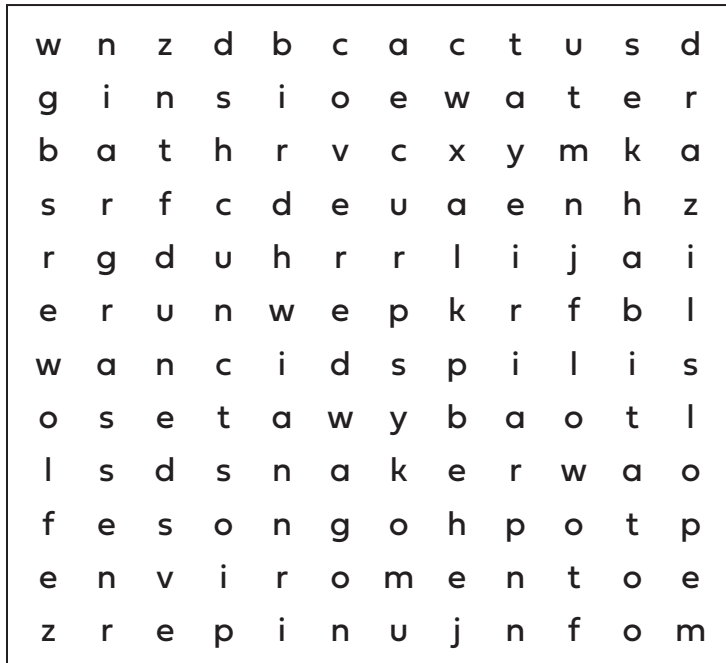 w n z d b c a c t u s d
g i n s i o e w a t e r
b a t h r v c x y m k a
s r f c d e u a e n h z
r g d u h r r l i j a i
e r u n w e p k r f b l
w a n c i d s p i l i s
o s e t a w y b a o t l
l s d s n a k e r w a o
f e s o n g o h p o t p
e n v i r o m e n t o e
z r e p i n u j n f o m